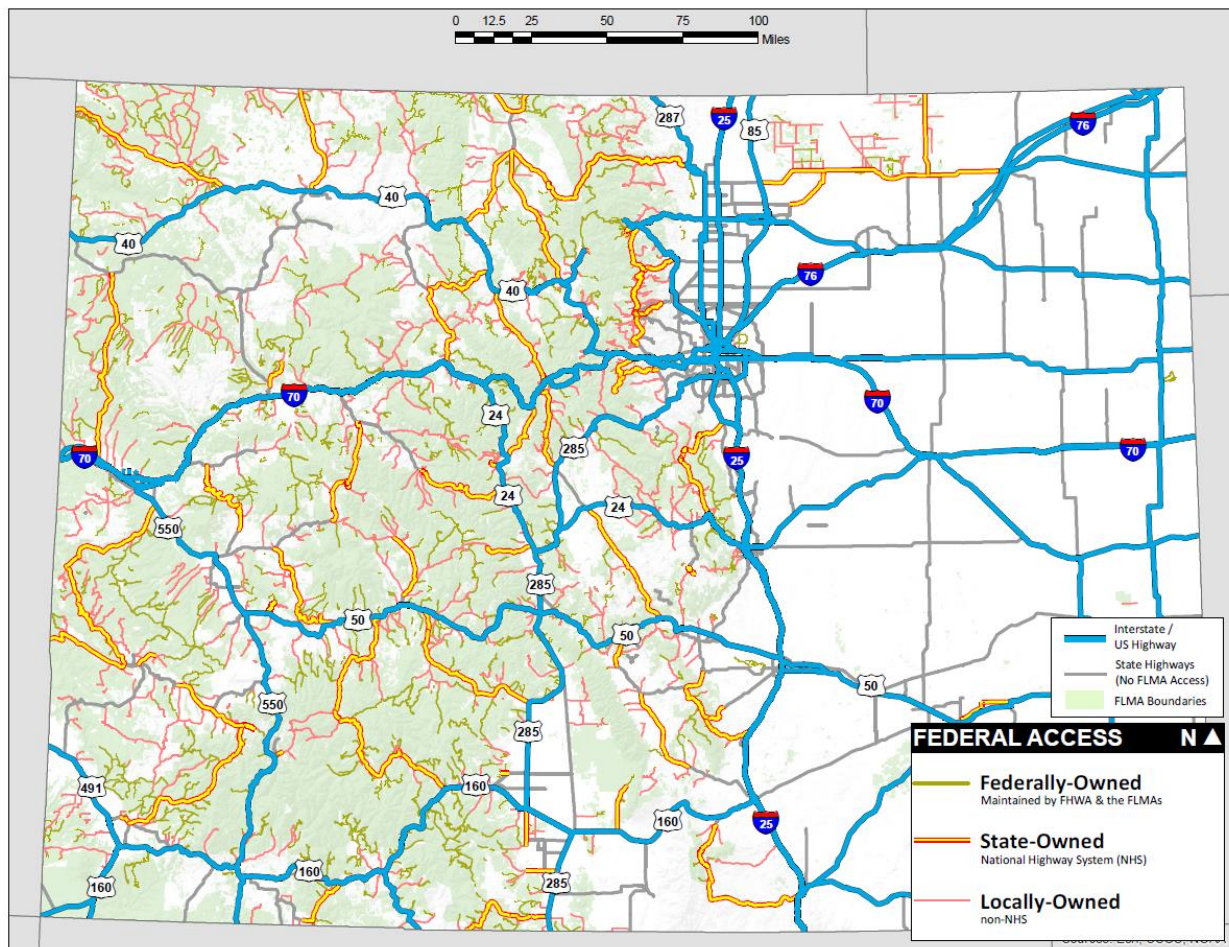 0 12.5 25 50 75 100
Miles
287
25
85
76
40
40
76
40
70
24
70
285
25
70
70
24
24
550
285
50
50
550
50
285
491
160
160
25
160
160
285
Interstate /
US Highway
State Highways
(No FLMA Access)
FLMA Boundaries
FEDERAL ACCESS N
Federally-Owned
Maintained by FHWA & the FLMAs
State-Owned
National Highway System (NHS)
Locally-Owned
non-NHS